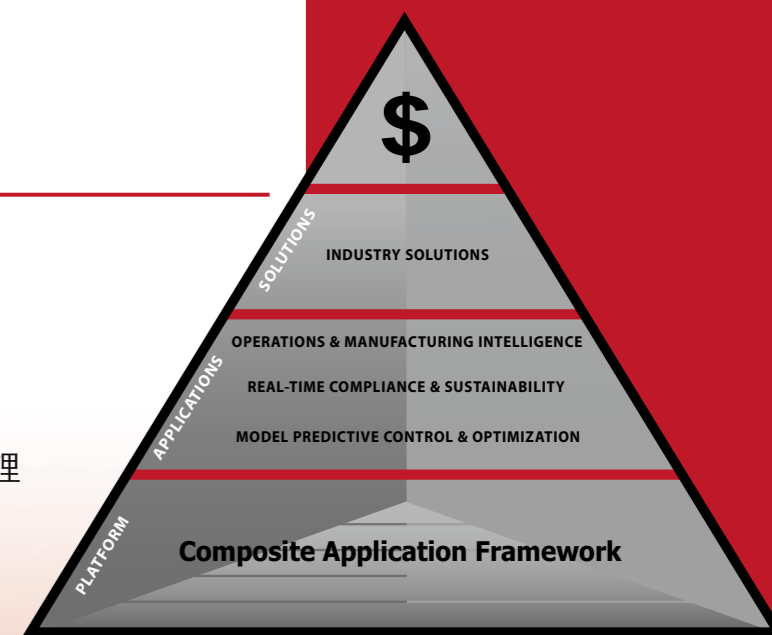 $
SOLUTIONS
INDUSTRY SOLUTIONS
APPLICATIONS
OPERATIONS & MANUFACTURING INTELLIGENCE
REAL-TIME COMPLIANCE & SUSTAINABILITY
MODEL PREDICTIVE CONTROL & OPTIMIZATION
理
PLATFORM
Composite Application Framework